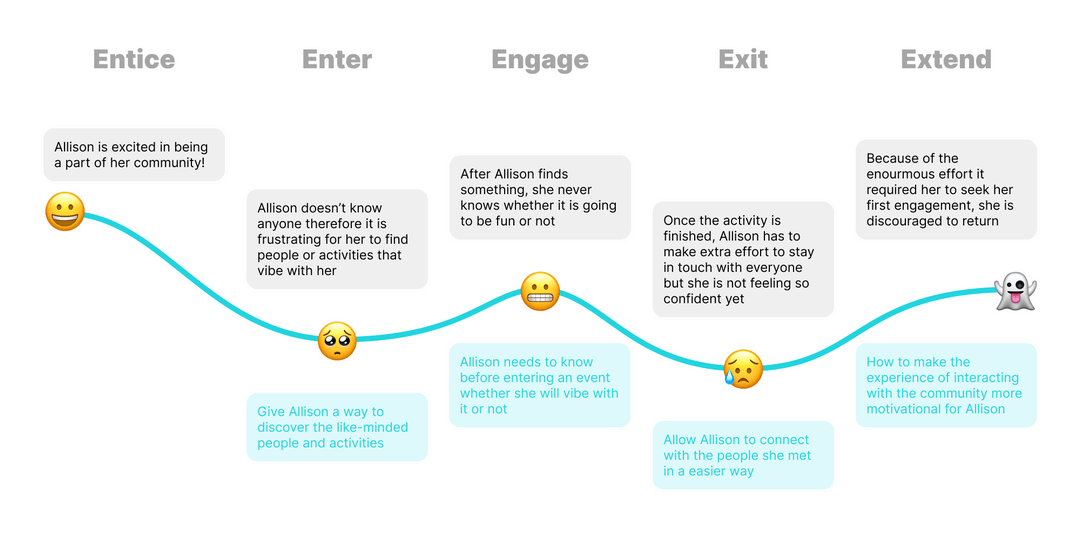 Entice
Enter
Engage
Exit
Extend
Allison is excited in being
a part of her community!
Allison doesn’t know
anyone therefore it is
frustrating for her to find
people or activities that
vibe with her
Give Allison a way to
discover the like-minded
people and activities
After Allison finds
something, she never
knows whether it is going
to be fun or not
Allison needs to know
before entering an event
whether she will vibe with
it or not
Once the activity is
finished, Allison has to
make extra effort to stay
in touch with everyone
but she is not feeling so
confident yet
Allow Allison to connect
with the people she met
in a easier way
Because of the
enourmous effort it
required her to seek her
first engagement, she is
discouraged to return
How to make the
experience of interacting
with the community more
motivational for Allison